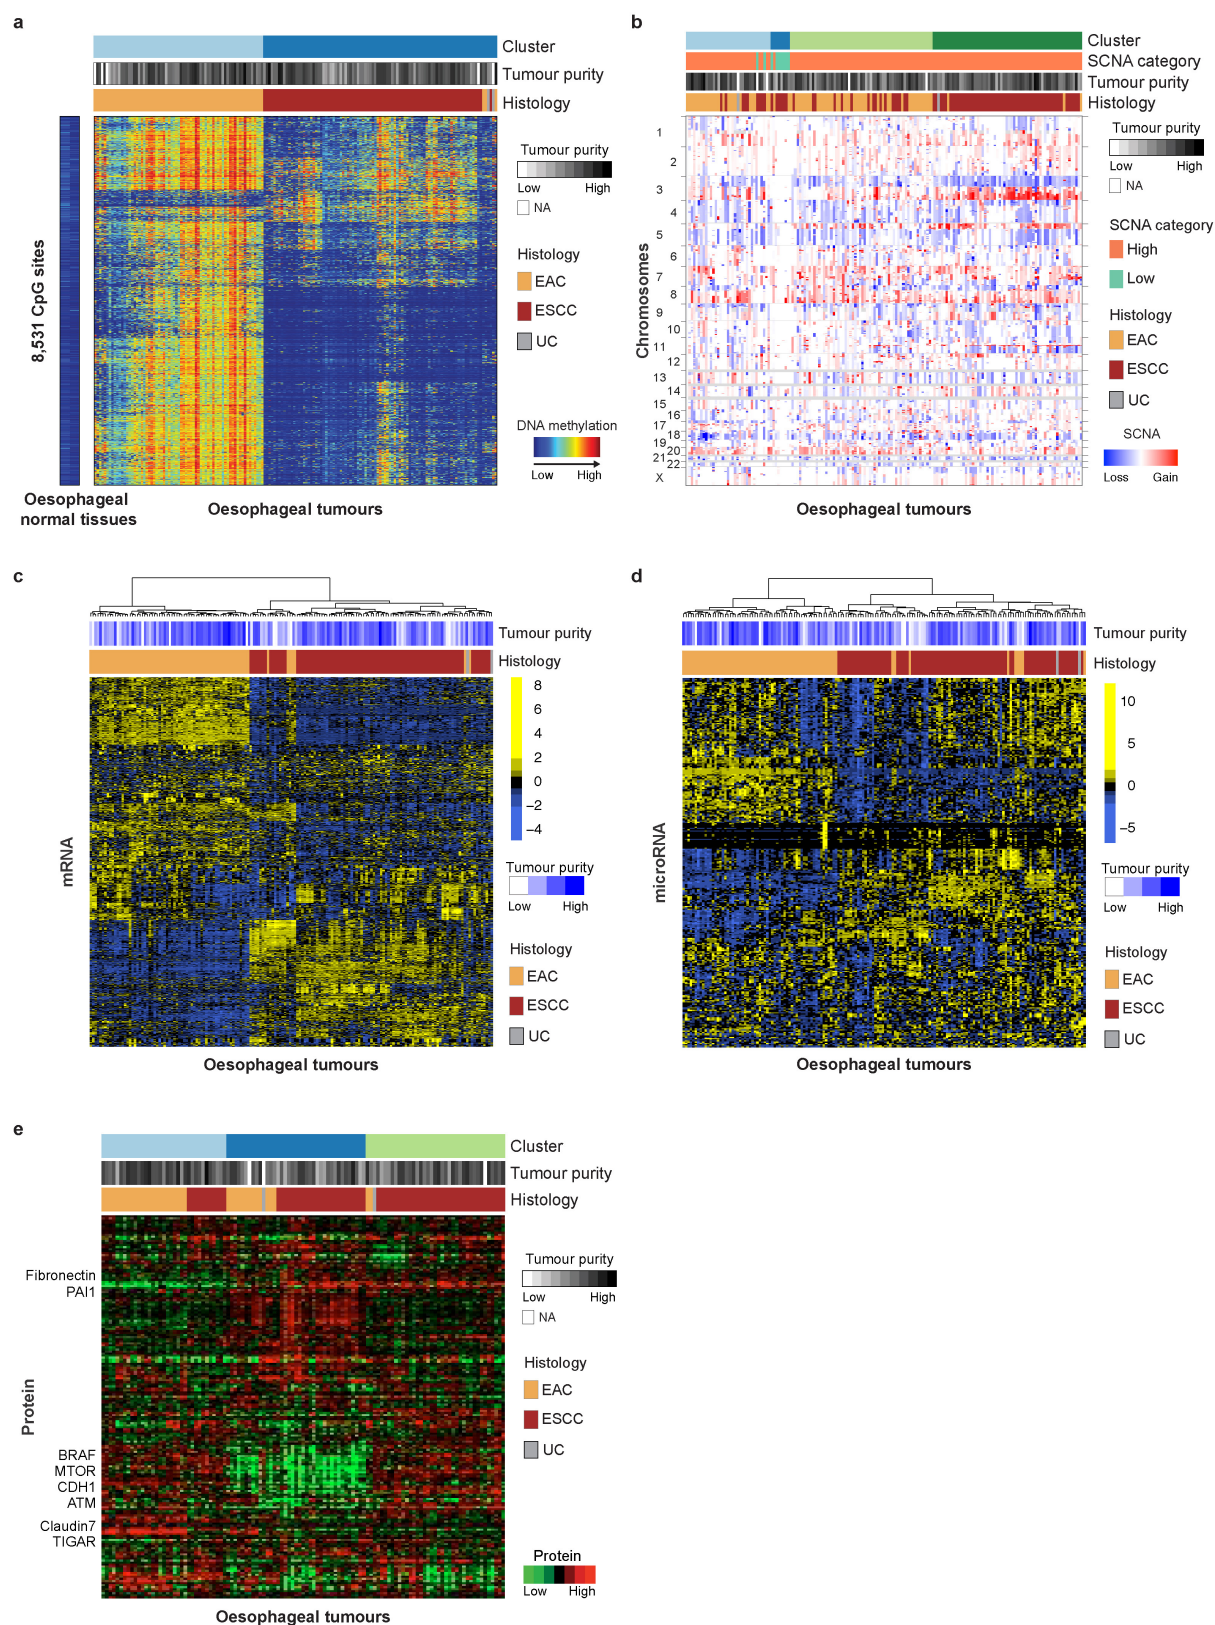 a
Cluster
Tumour purity
Histology
8,531 CpG sites
Tumour purity
Low High
NA
Histology
EAC
ESCC
UC
DNA methylation
Low High
Oesophageal
normal tissues
Oesophageal tumours
b
Cluster
SCNA category
Tumour purity
Histology
Chromosomes
1
2
3
4
5
6
7
8
9
10
11
12
13
14
15
16
17
18
19
20
21
22
X
Tumour purity
Low High
NA
SCNA category
High
Low
Histology
EAC
ESCC
UC
SCNA
Loss Gain
Oesophageal tumours
c
Tumour purity
Histology
mRNA
8
6
4
2
0
−2
−4
Tumour purity
Low High
Histology
EAC
ESCC
UC
Oesophageal tumours
d
Tumour purity
Histology
microRNA
10
5
0
−5
Tumour purity
Low High
Histology
EAC
ESCC
UC
Oesophageal tumours
e
Cluster
Tumour purity
Histology
Protein
Fibronectin
PAI1
BRAF
MTOR
CDH1
ATM
Claudin7
TIGAR
Tumour purity
Low High
NA
Histology
EAC
ESCC
UC
Protein
Low High
Oesophageal tumours